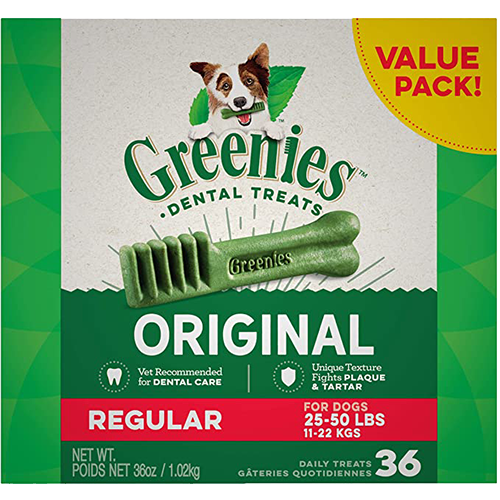 VALUE
PACK!
Greenies™
·DENTAL TREATS·
Greenies
ORIGINAL
Vet Recommended
for DENTAL CARE
Unique Texture
Fights PLAQUE
& TARTAR
REGULAR
FOR DOGS
25-50 LBS
11-22 KGS
NET WT.
POIDS NET 36oz / 1.02kg
DAILY TREATS
GÂTERIES QUOTIDIENNES 36